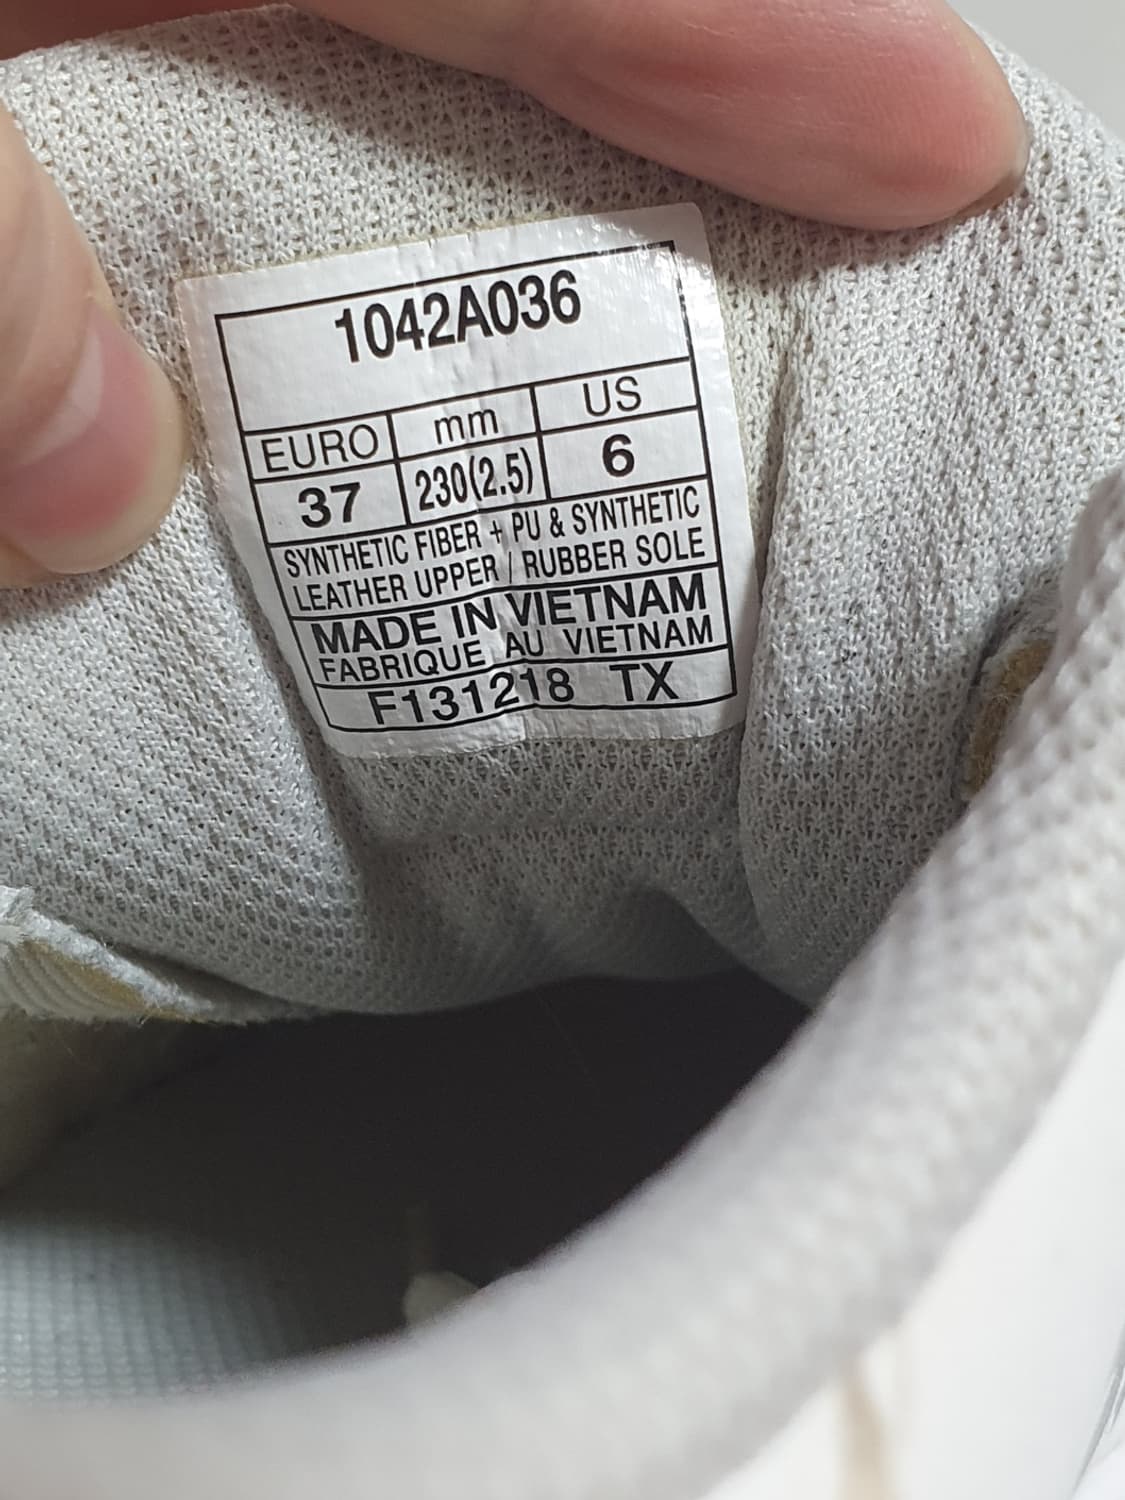 1042A036
EURO mm US
37 230(2.5) 6
SYNTHETIC FIBER + PU & SYNTHETIC
LEATHER UPPER / RUBBER SOLE
MADE IN VIETNAM
FABRIQUE AU VIETNAM
F131218 TX